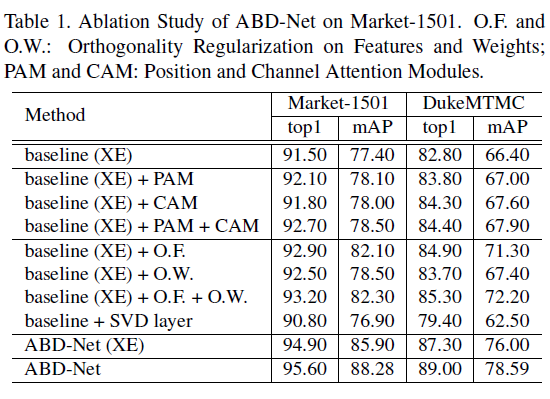 Table 1. Ablation Study of ABD-Net on Market-1501. O.F. and
O.W.: Orthogonality Regularization on Features and Weights;
PAM and CAM: Position and Channel Attention Modules.
Method Market-1501 DukeMTMC
top1 mAP top1 mAP
baseline (XE) 91.50 77.40 82.80 66.40
baseline (XE) + PAM 92.10 78.10 83.80 67.00
baseline (XE) + CAM 91.80 78.00 84.30 67.60
baseline (XE) + PAM + CAM 92.70 78.50 84.40 67.90
baseline (XE) + O.F. 92.90 82.10 84.90 71.30
baseline (XE) + O.W. 92.50 78.50 83.70 67.40
baseline (XE) + O.F. + O.W. 93.20 82.30 85.30 72.20
baseline + SVD layer 90.80 76.90 79.40 62.50
ABD-Net (XE) 94.90 85.90 87.30 76.00
ABD-Net 95.60 88.28 89.00 78.59